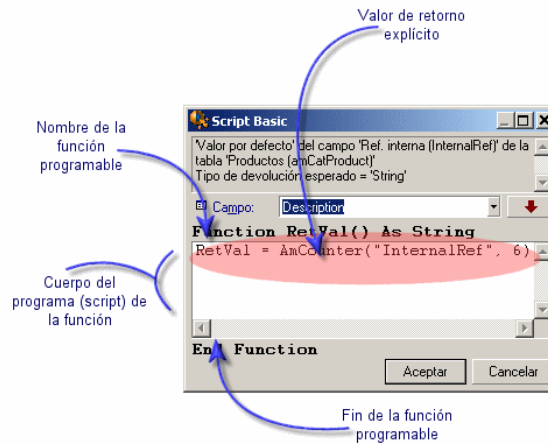 Valor de retorno
explícito
Script Basic
Nombre de la
función
programable
'Valor por defecto' del campo 'Ref. interna (InternalRef)' de la
tabla 'Productos (amCatProduct)'
Tipo de devolución esperado = 'String'
Campo:
Description
Function RetVal() As String
RetVal = AmCounter("InternalRef", 6)
Cuerpo del
programa (script) de
la función
End Function
Aceptar
Cancelar
Fin de la función
programable